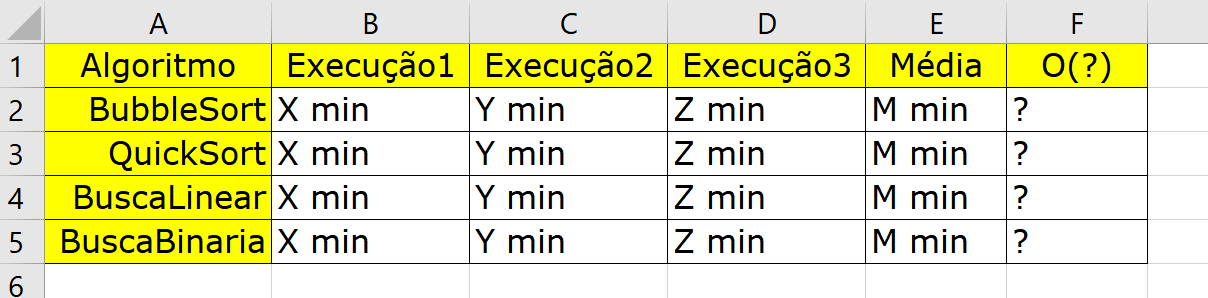 A B C D E F
1 Algoritmo Execução1 Execução2 Execução3 Média O(?)
2 BubbleSort X min Y min Z min M min ?
3 QuickSort X min Y min Z min M min ?
4 BuscaLinear X min Y min Z min M min ?
5 BuscaBinaria X min Y min Z min M min ?
6